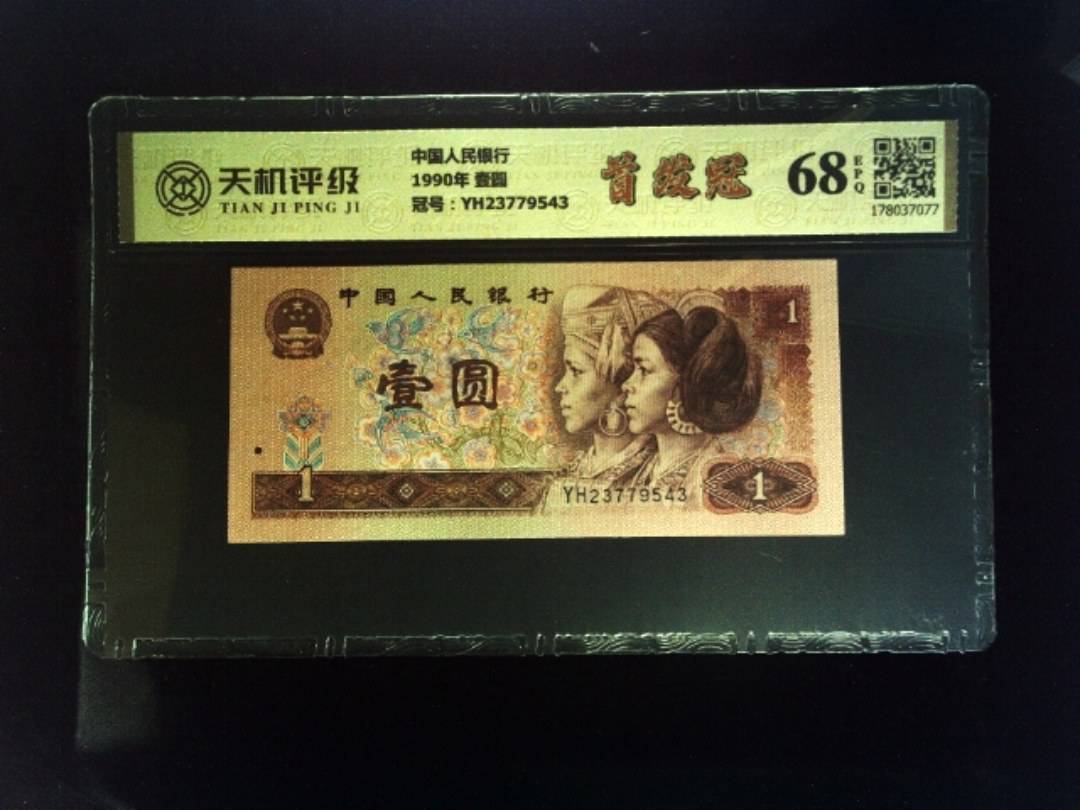 天机评级
TIAN JI PING JI
中国人民银行
1990年 壹圆
冠号:YH23779543
首发冠
68
EPQ
178037077
中國人民銀行
壹圆
1
1
YH23779543
1